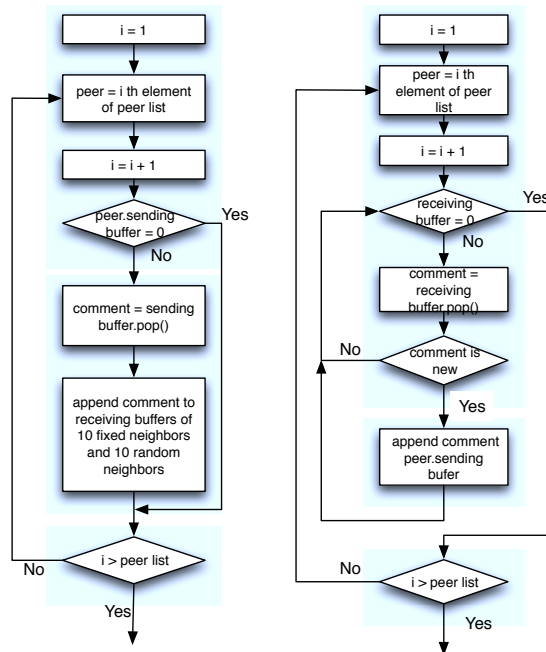 i = 1
peer = i th element
of peer list
i = i + 1
peer.sending
buffer = 0
Yes
No
comment = sending
buffer.pop()
append comment to
receiving buffers of
10 fixed neighbors
and 10 random
neighbors
i > peer list
No
Yes
i = 1
peer = i th
element of peer
list
i = i + 1
receiving
buffer = 0
Yes
No
comment =
receiving
buffer.pop()
comment is
new
No
Yes
append comment
peer.sending
bufer
i > peer list
No
Yes